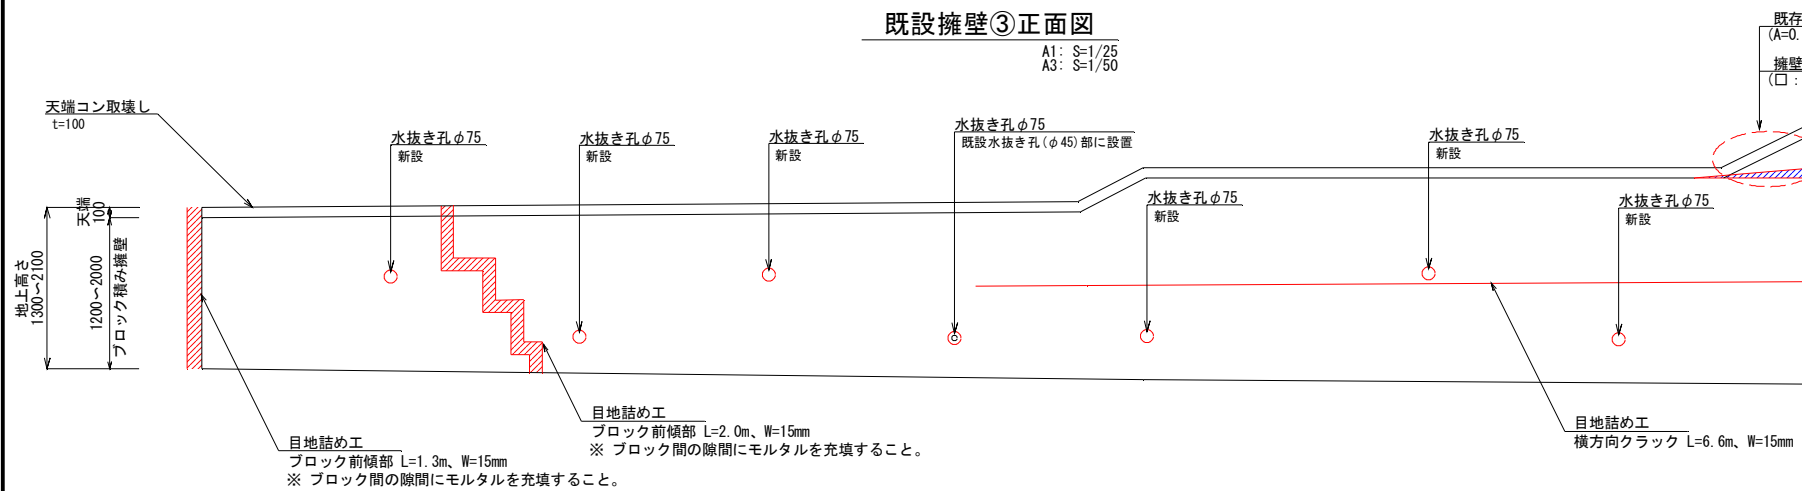 既設擁壁③正面図
A1: S=1/25
A3: S=1/50
既存
(A=0.
擁壁
(口:
天端コン取壊し
t=100
水抜き孔φ75
新設
水抜き孔φ75
新設
水抜き孔φ75
新設
水抜き孔φ75
既設水抜き孔(φ45)部に設置
水抜き孔φ75
新設
水抜き孔φ75
新設
水抜き孔φ75
新設
地上高さ
1300~2100
天端
100
1200~2000
ブロック積み擁壁
目地詰め工
ブロック前傾部 L=1.3m、W=15mm
※ ブロック間の隙間にモルタルを充填すること。
目地詰め工
ブロック前傾部 L=2.0m、W=15mm
※ ブロック間の隙間にモルタルを充填すること。
目地詰め工
横方向クラック L=6.6m、W=15mm